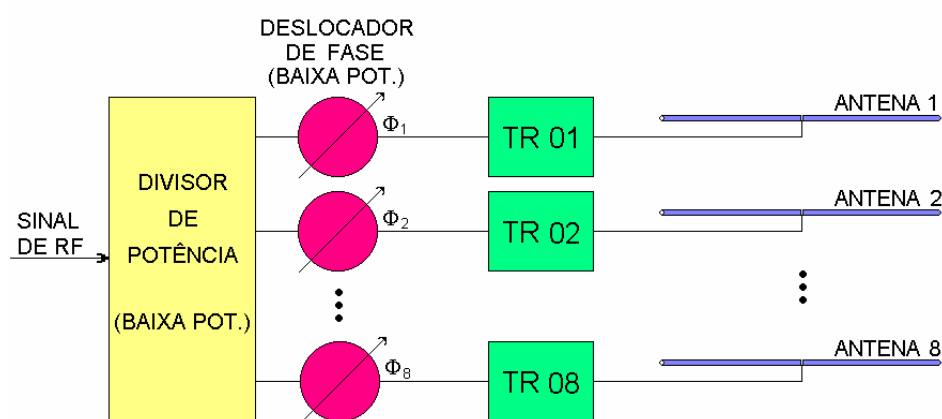 DESLOCADOR
DE FASE
(BAIXA POT.)
ANTENA 1
Φ1
TR 01
DIVISOR
DE
POTÊNCIA
(BAIXA POT.)
SINAL
DE RF
ANTENA 2
Φ2
TR 02
ANTENA 8
Φ8
TR 08